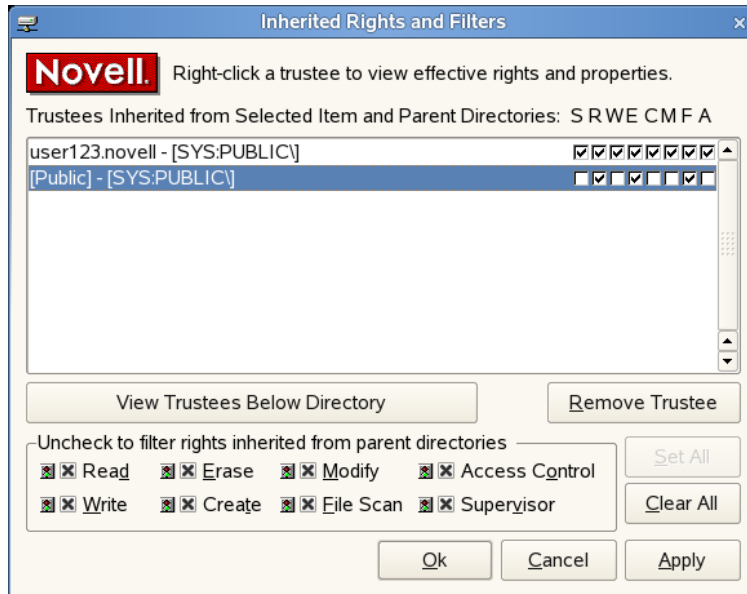 Inherited Rights and Filters
Novell. Right-click a trustee to view effective rights and properties.
Trustees Inherited from Selected Item and Parent Directories: S R W E C M F A
user123.novell - [SYS:PUBLIC\]
[Public] - [SYS:PUBLIC\]
View Trustees Below Directory Remove Trustee
Uncheck to filter rights inherited from parent directories
Read Erase Modify Access Control Set All
Write Create File Scan Supervisor Clear All
Ok Cancel Apply